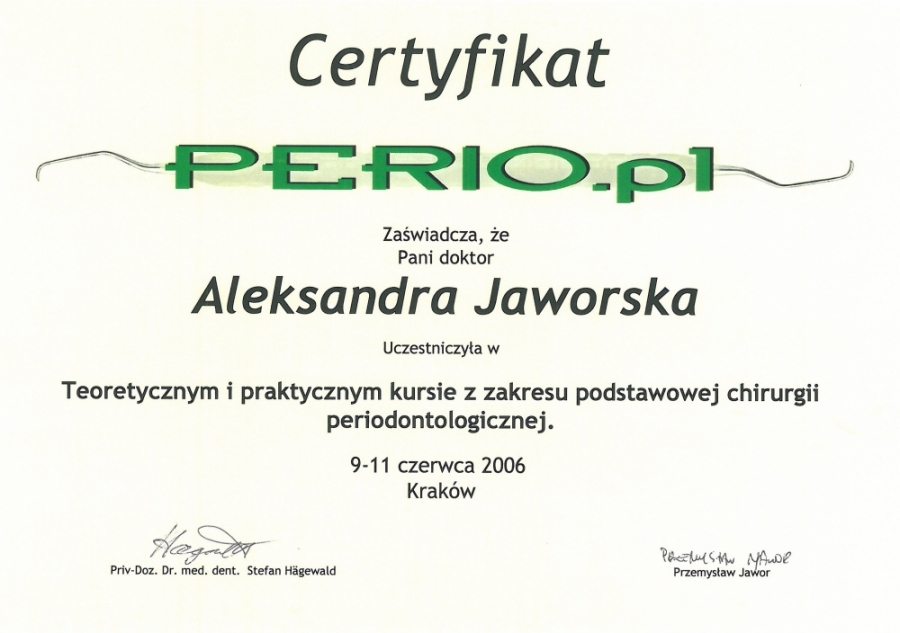 Certyfikat
PERIO.pl
Zaświadcza, że
Pani doktor
Aleksandra Jaworska
Uczestniczyła w
Teoretycznym i praktycznym kursie z zakresu podstawowej chirurgii
periodontologicznej.
9-11 czerwca 2006
Kraków
Priv-Doz. Dr. med. dent. Stefan Hägewald
Przemysław Jawor